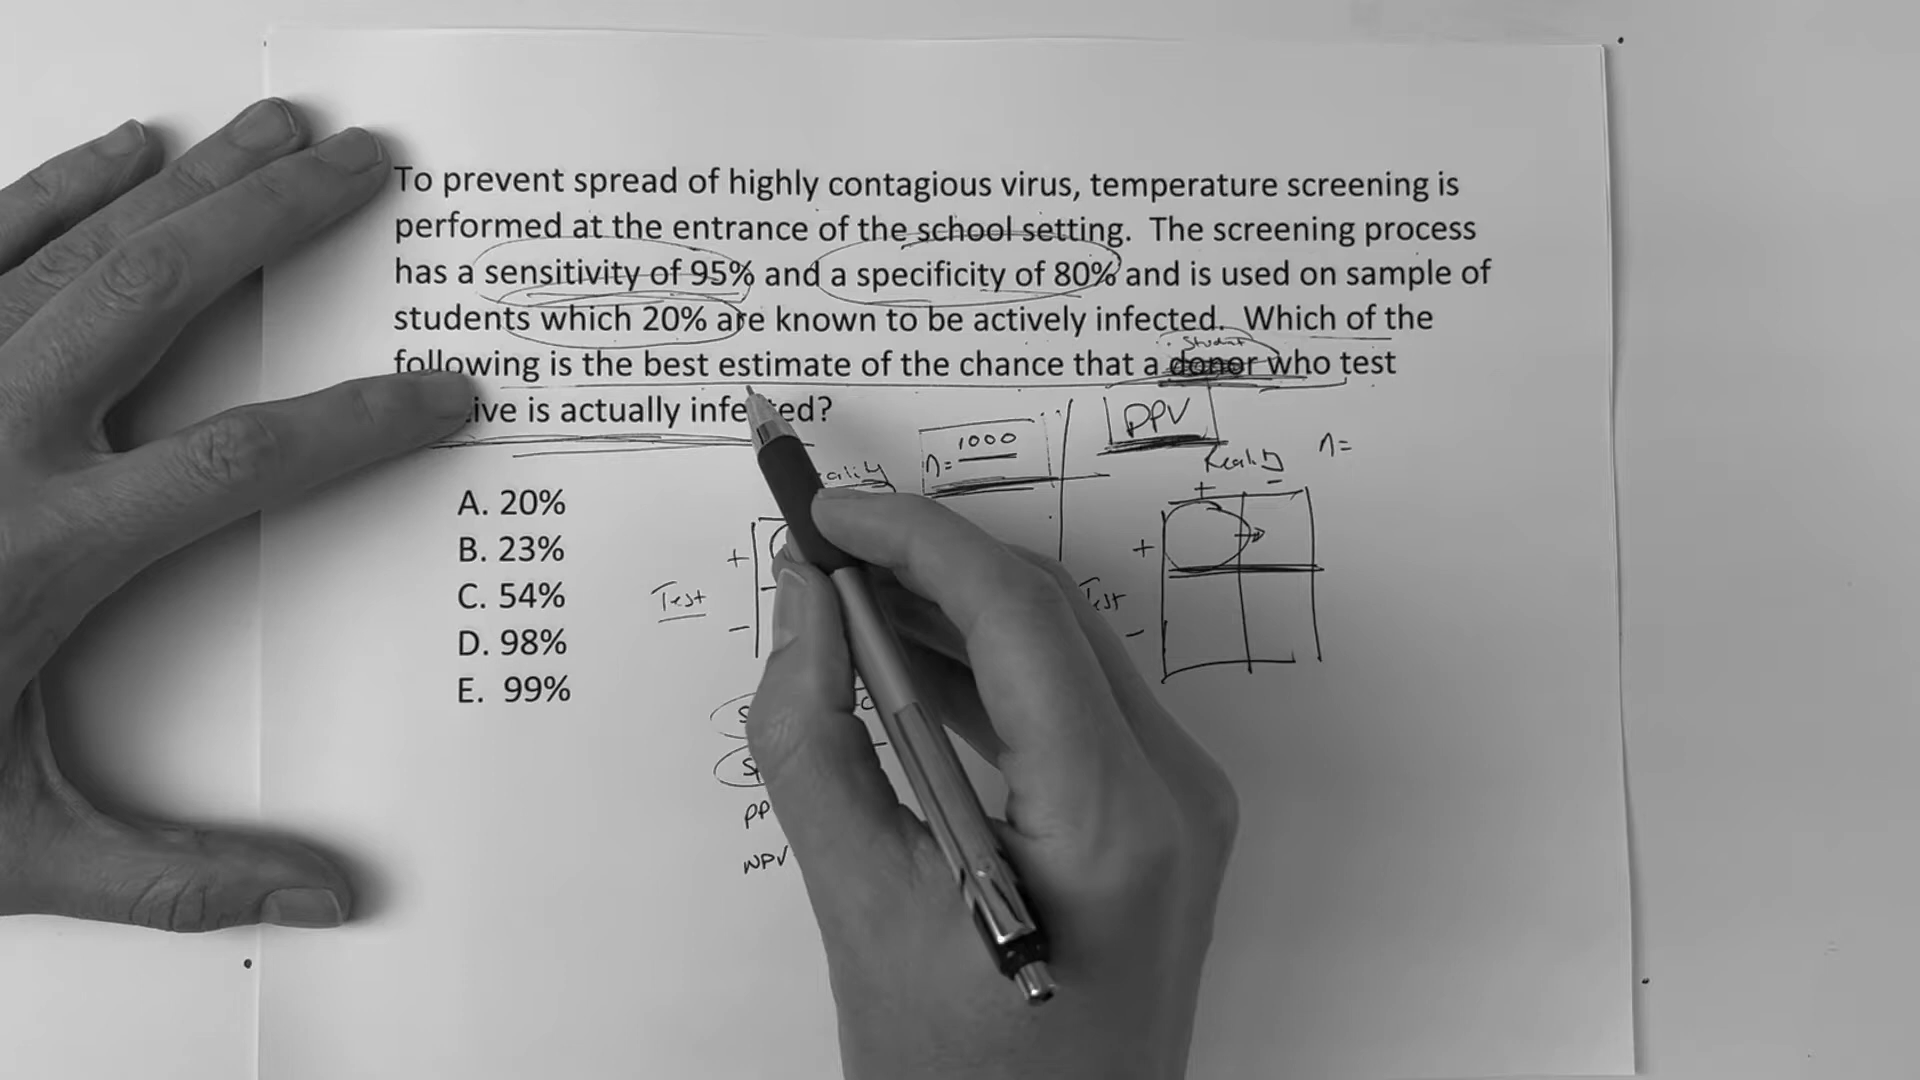 To prevent spread of highly contagious virus, temperature screening is
performed at the entrance of the school setting. The screening process
has a sensitivity of 95% and a specificity of 80% and is used on sample of
students which 20% are known to be actively infected. Which of the
Student
following is the best estimate of the chance that a donor who test
ive is actually infe ed?
n= 1000
PPV
Reality n=
+ -
A. 20%
B. 23%
C. 54%
D. 98%
E. 99%
+
Test
-
+
-
PP
NPV